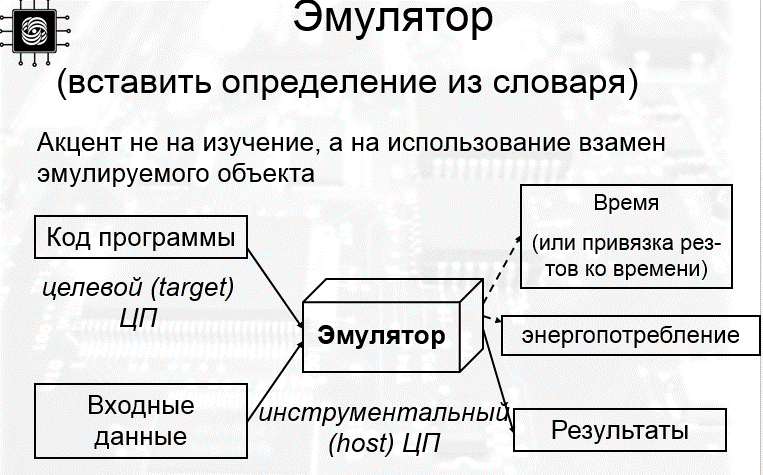 Эмулятор
(вставить определение из словаря)
Акцент не на изучение, а на использование взамен
эмулируемого объекта
Код программы
целевой (target)
ЦП
Входные
данные
Эмулятор
инструментальный
(host) ЦП
Время
(или привязка рез-
тов ко времени)
энергопотребление
Результаты